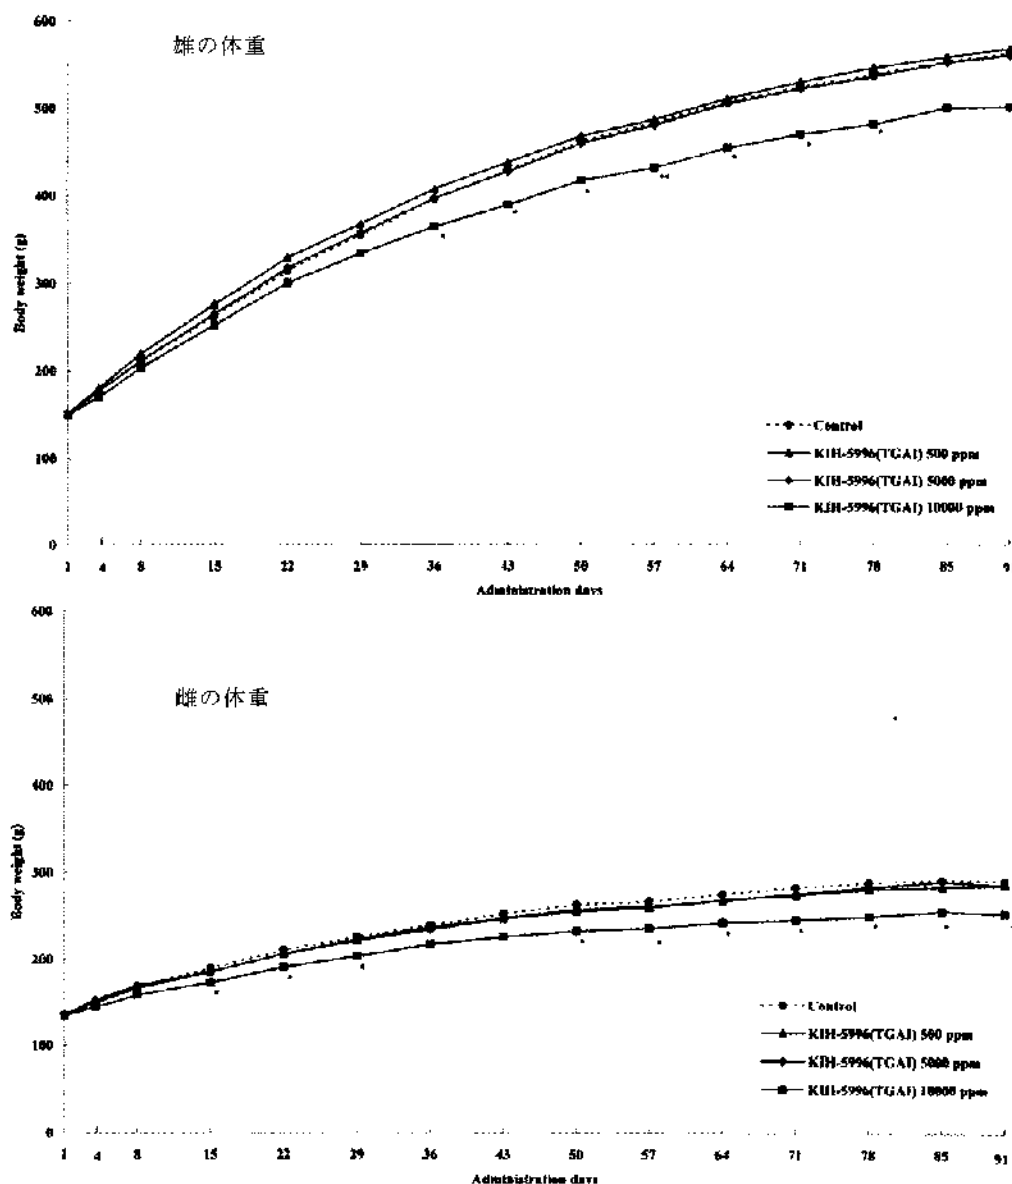 雄の体重
600
500
400
300
200
100
0
Body weight (g)
1 4 8 15 22 29 36 43 50 57 64 71 78 85 9
Administration days
Control
KIH-5996(TGAI) 500 ppm
KIH-5996(TGAI) 5000 ppm
KIH-5996(TGAI) 10000 ppm
雌の体重
600
500
400
300
200
100
0
Body weight (g)
1 4 8 15 22 29 36 43 50 57 64 71 78 85 91
Administration days
Control
KIH-5996(TGAI) 500 ppm
KIH-5996(TGAI) 5000 ppm
KIH-5996(TGAI) 10000 ppm